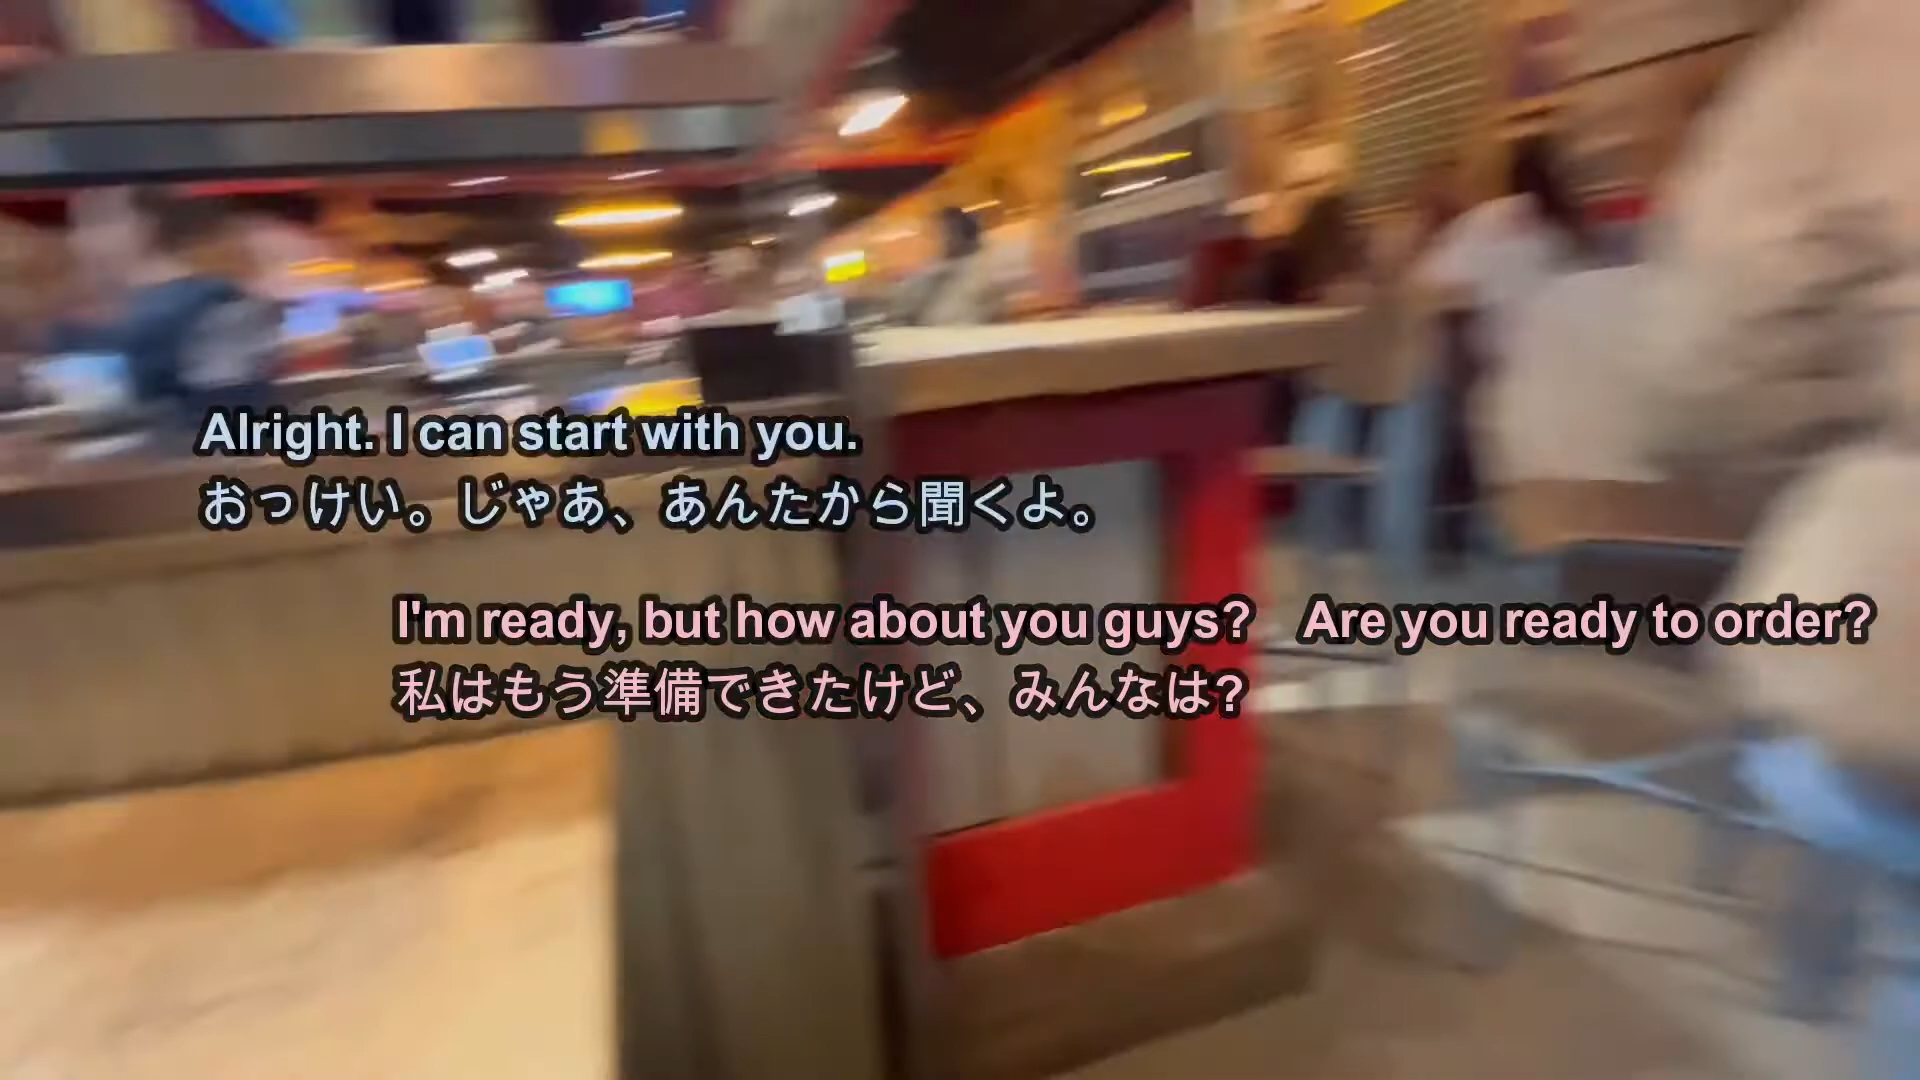 Alright. I can start with you.
おっけい。じゃあ、あんたから聞くよ。
I'm ready, but how about you guys?　Are you ready to order?
私はもう準備できたけど、みんなは?